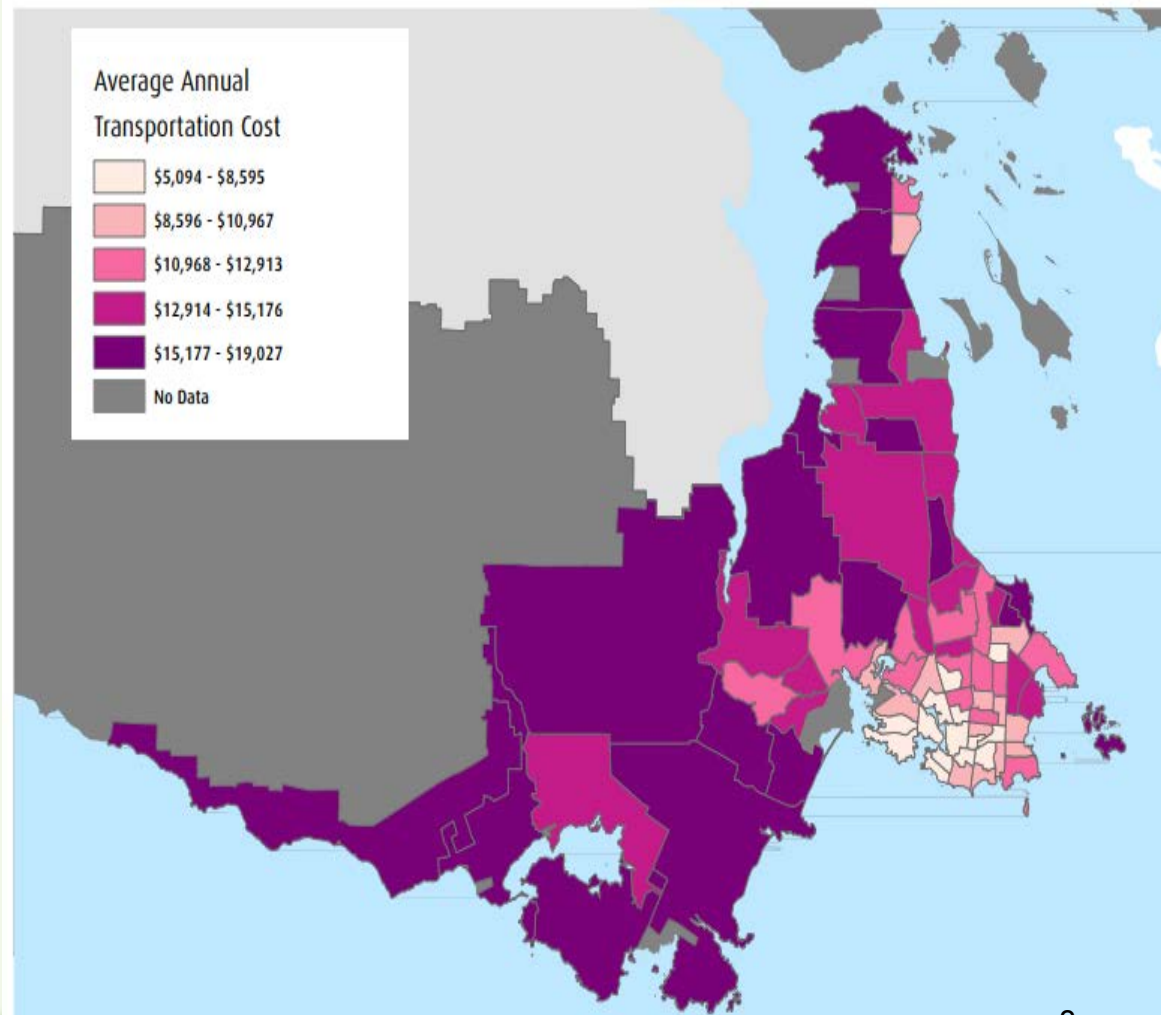 Average Annual
Transportation Cost
$5,094 - $8,595
$8,596 - $10,967
$10,968 - $12,913
$12,914 - $15,176
$15,177 - $19,027
No Data